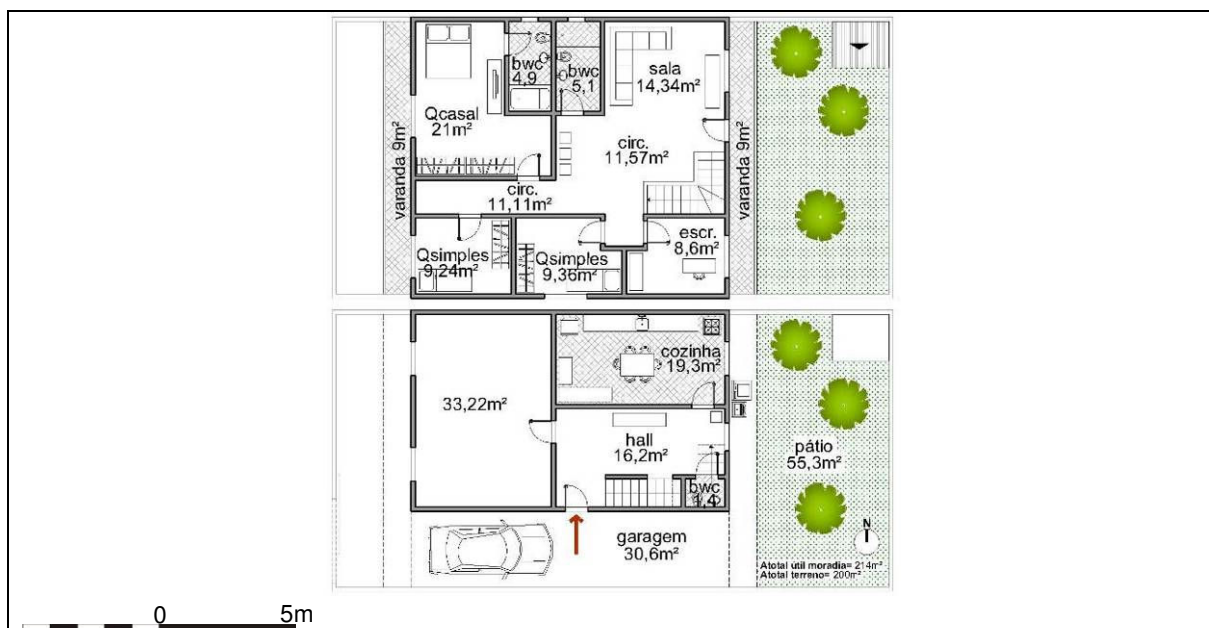 bwc
4,9
bwc
5,1
sala
14,34m²
Qcasal
21m²
varanda 9m²
circ.
11,57m²
varanda 9m²
circ.
11,11m²
escr.
8,6m²
Qsimples
9,24m²
Qsimples
9,36m²
cozinha
19,3m²
33,22m²
hall
16,2m²
pátio
55,3m²
bwc
1,4
garagem
30,6m²
N
Atotal útil moradia= 214m²
Atotal terreno= 200m²
0 5m